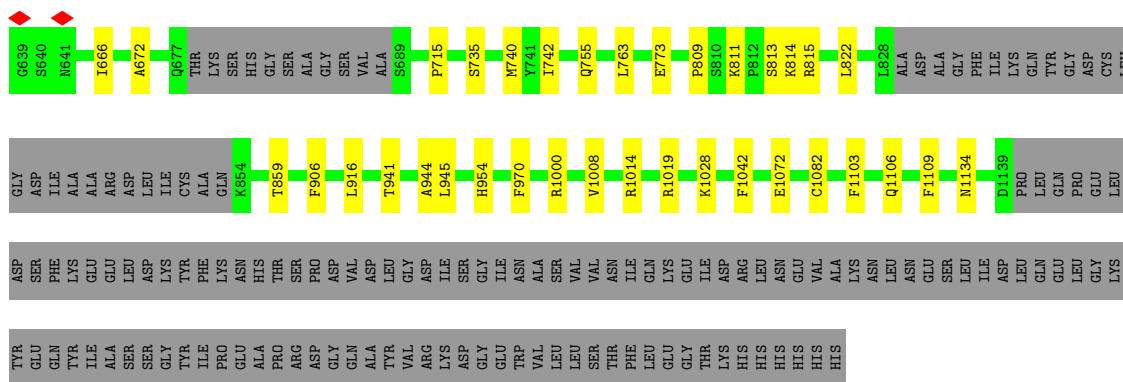 G639 S640 N641 I666 A672 Q677 THR LYS SER HIS GLY SER ALA GLY SER VAL ALA S689 P715 S735 M740 Y741 I742 Q755 L763 E773 P809 S810 K811 P812 S813 K814 R815 L822 L828 ALA ASP ALA GLY PHE ILE LYS GLN TYR GLY ASP CYS LEU
GLY ASP ILE ALA ALA ARG ASP LEU ILE CYS ALA GLN K854 T859 F906 L916 T941 A944 L945 H954 F970 R1000 V1008 R1014 R1019 K1028 F1042 E1072 C1082 F1103 Q1106 F1109 N1134 D1139 PRO LEU GLN PRO GLU LEU
ASP SER PHE LYS GLU GLU LEU ASP LYS TYR PHE LYS ASN HIS THR SER PRO ASP VAL ASP LEU GLY ASP ILE SER GLY ILE ASN ALA SER VAL VAL ASN ILE GLN LYS GLU ILE ASP ARG LEU ASN GLU VAL ALA LYS ASN LEU ASN GLU SER LEU ILE ASP LEU GLN GLU LEU GLY LYS
TYR GLU GLN TYR ILE ALA SER SER GLY TYR ILE PRO GLU ALA PRO ARG ASP GLY GLN ALA TYR VAL ARG LYS ASP GLY GLU TRP VAL LEU LEU SER THR PHE LEU GLU GLY THR LYS HIS HIS HIS HIS HIS HIS